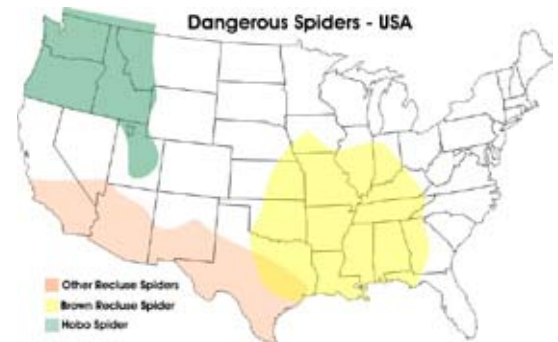 Dangerous Spiders - USA
Other Recluse Spiders
Brown Recluse Spider
Hobo Spider